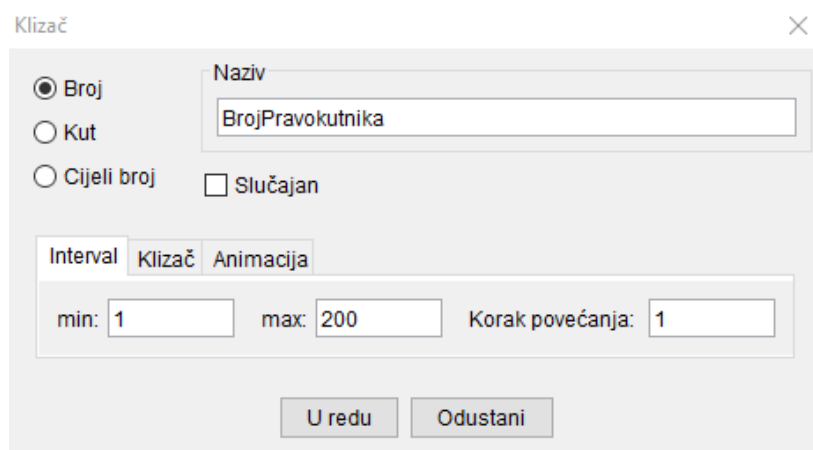 Klizač
Broj
Kut
Cijeli broj
Naziv
BrojPravokutnika
Slučajan
Interval Klizač Animacija
min: 1 max: 200 Korak povećanja: 1
U redu Odustani